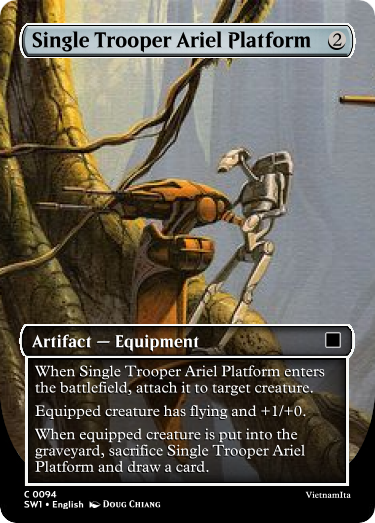 Single Trooper Ariel Platform 2
Artifact — Equipment
When Single Trooper Ariel Platform enters
the battlefield, attach it to target creature.
Equipped creature has flying and +1/+0.
When equipped creature is put into the
graveyard, sacrifice Single Trooper Ariel
Platform and draw a card.
C 0094
SW1 • English DOUG CHIANG
VietnamIta